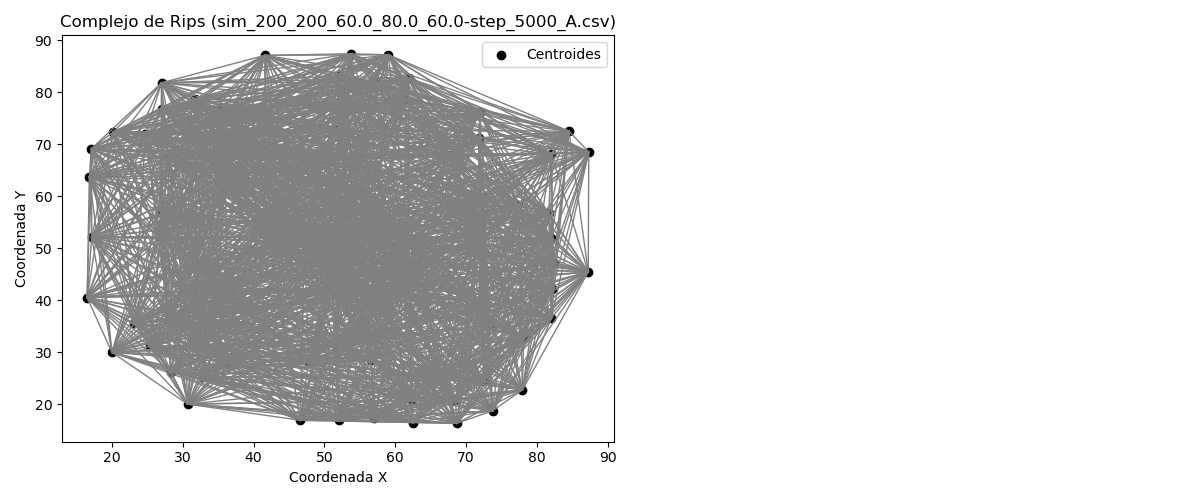 Complejo de Rips (sim_200_200_60.0_80.0_60.0-step_5000_A.csv)
Centroides
90
80
70
60
50
40
30
20
Coordenada Y
20 30 40 50 60 70 80 90
Coordenada X